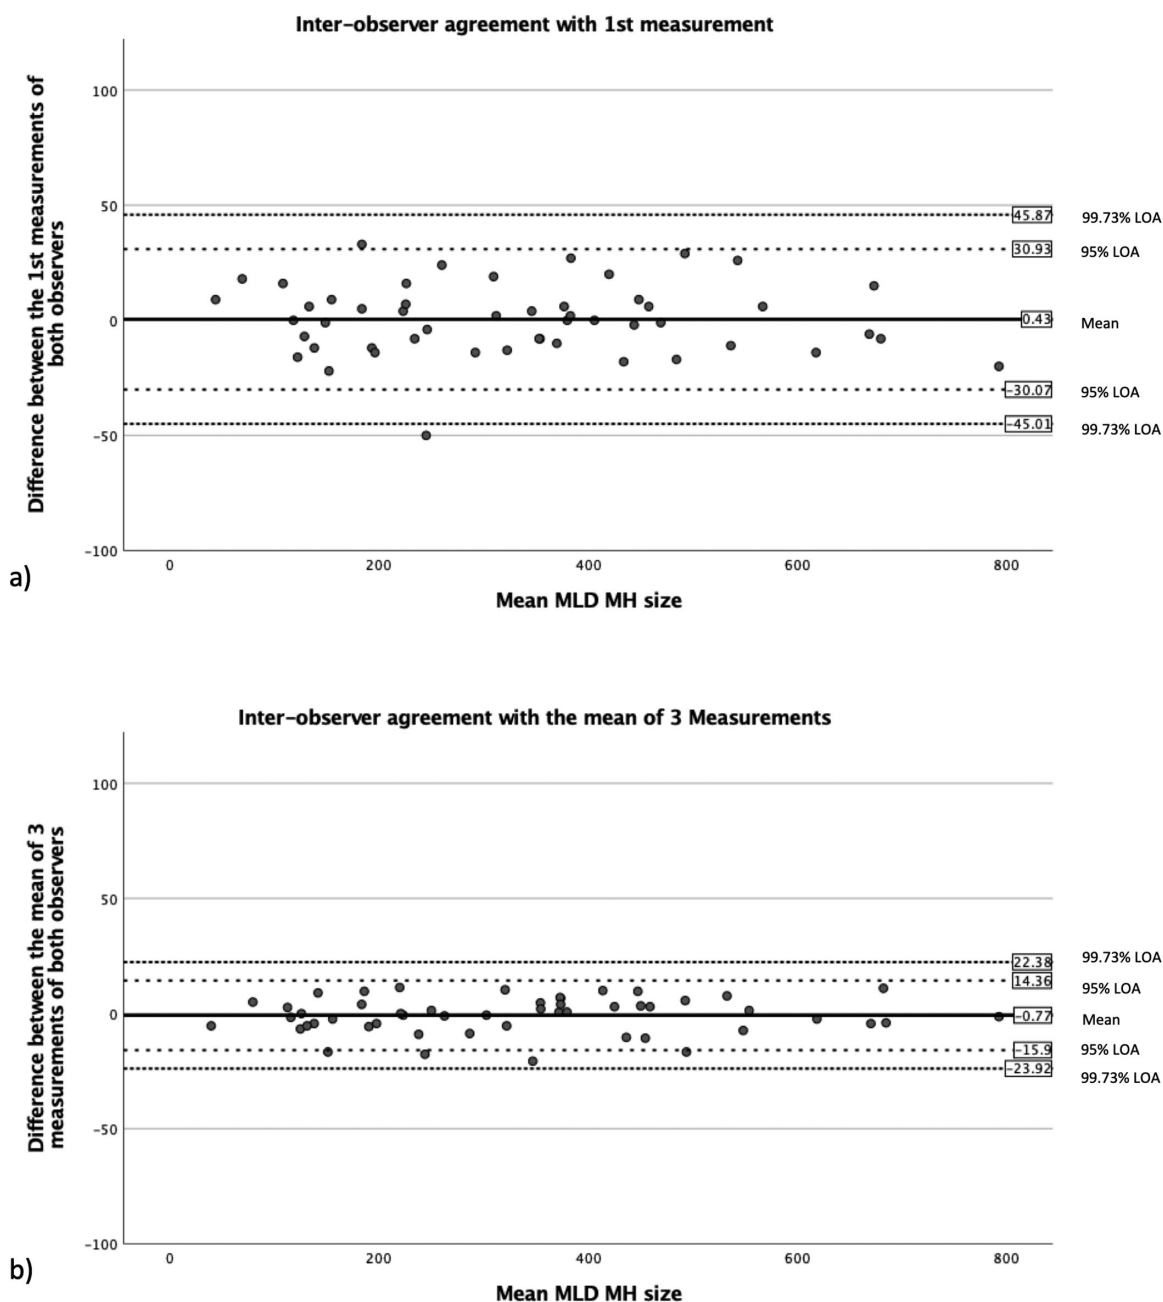 Inter-observer agreement with 1st measurement
Difference between the 1st measurements of
both observers
100
50
0
-50
-100
45.87
99.73% LOA
30.93
95% LOA
0.43
Mean
-30.07
95% LOA
-45.01
99.73% LOA
0 200 400 600 800
Mean MLD MH size
a)
Inter-observer agreement with the mean of 3 Measurements
Difference between the mean of 3
measurements of both observers
100
50
0
-50
-100
22.38
99.73% LOA
14.36
95% LOA
-0.77
Mean
-15.9
95% LOA
-23.92
99.73% LOA
0 200 400 600 800
Mean MLD MH size
b)